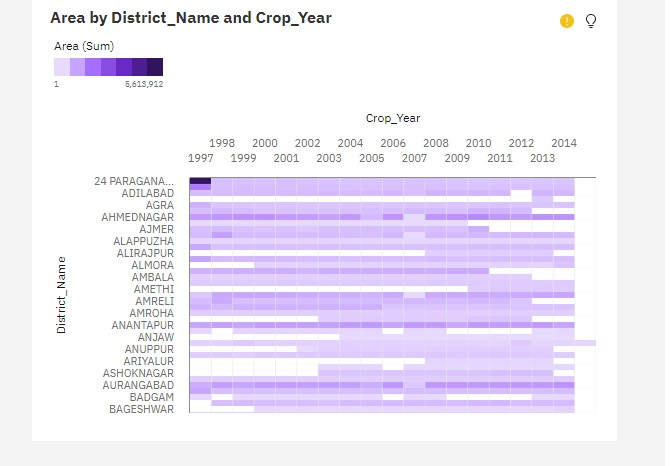 Area by District_Name and Crop_Year
Area (Sum)
1 5,613,912
Crop_Year
1998 2000 2002 2004 2006 2008 2010 2012 2014
1997 1999 2001 2003 2005 2007 2009 2011 2013
District_Name
24 PARAGANA...
ADILABAD
AGRA
AHMEDNAGAR
AJMER
ALAPPUZHA
ALIRAJPUR
ALMORA
AMBALA
AMETHI
AMRELI
AMROHA
ANANTAPUR
ANJAW
ANUPPUR
ARIYALUR
ASHOKNAGAR
AURANGABAD
BADGAM
BAGESHWAR